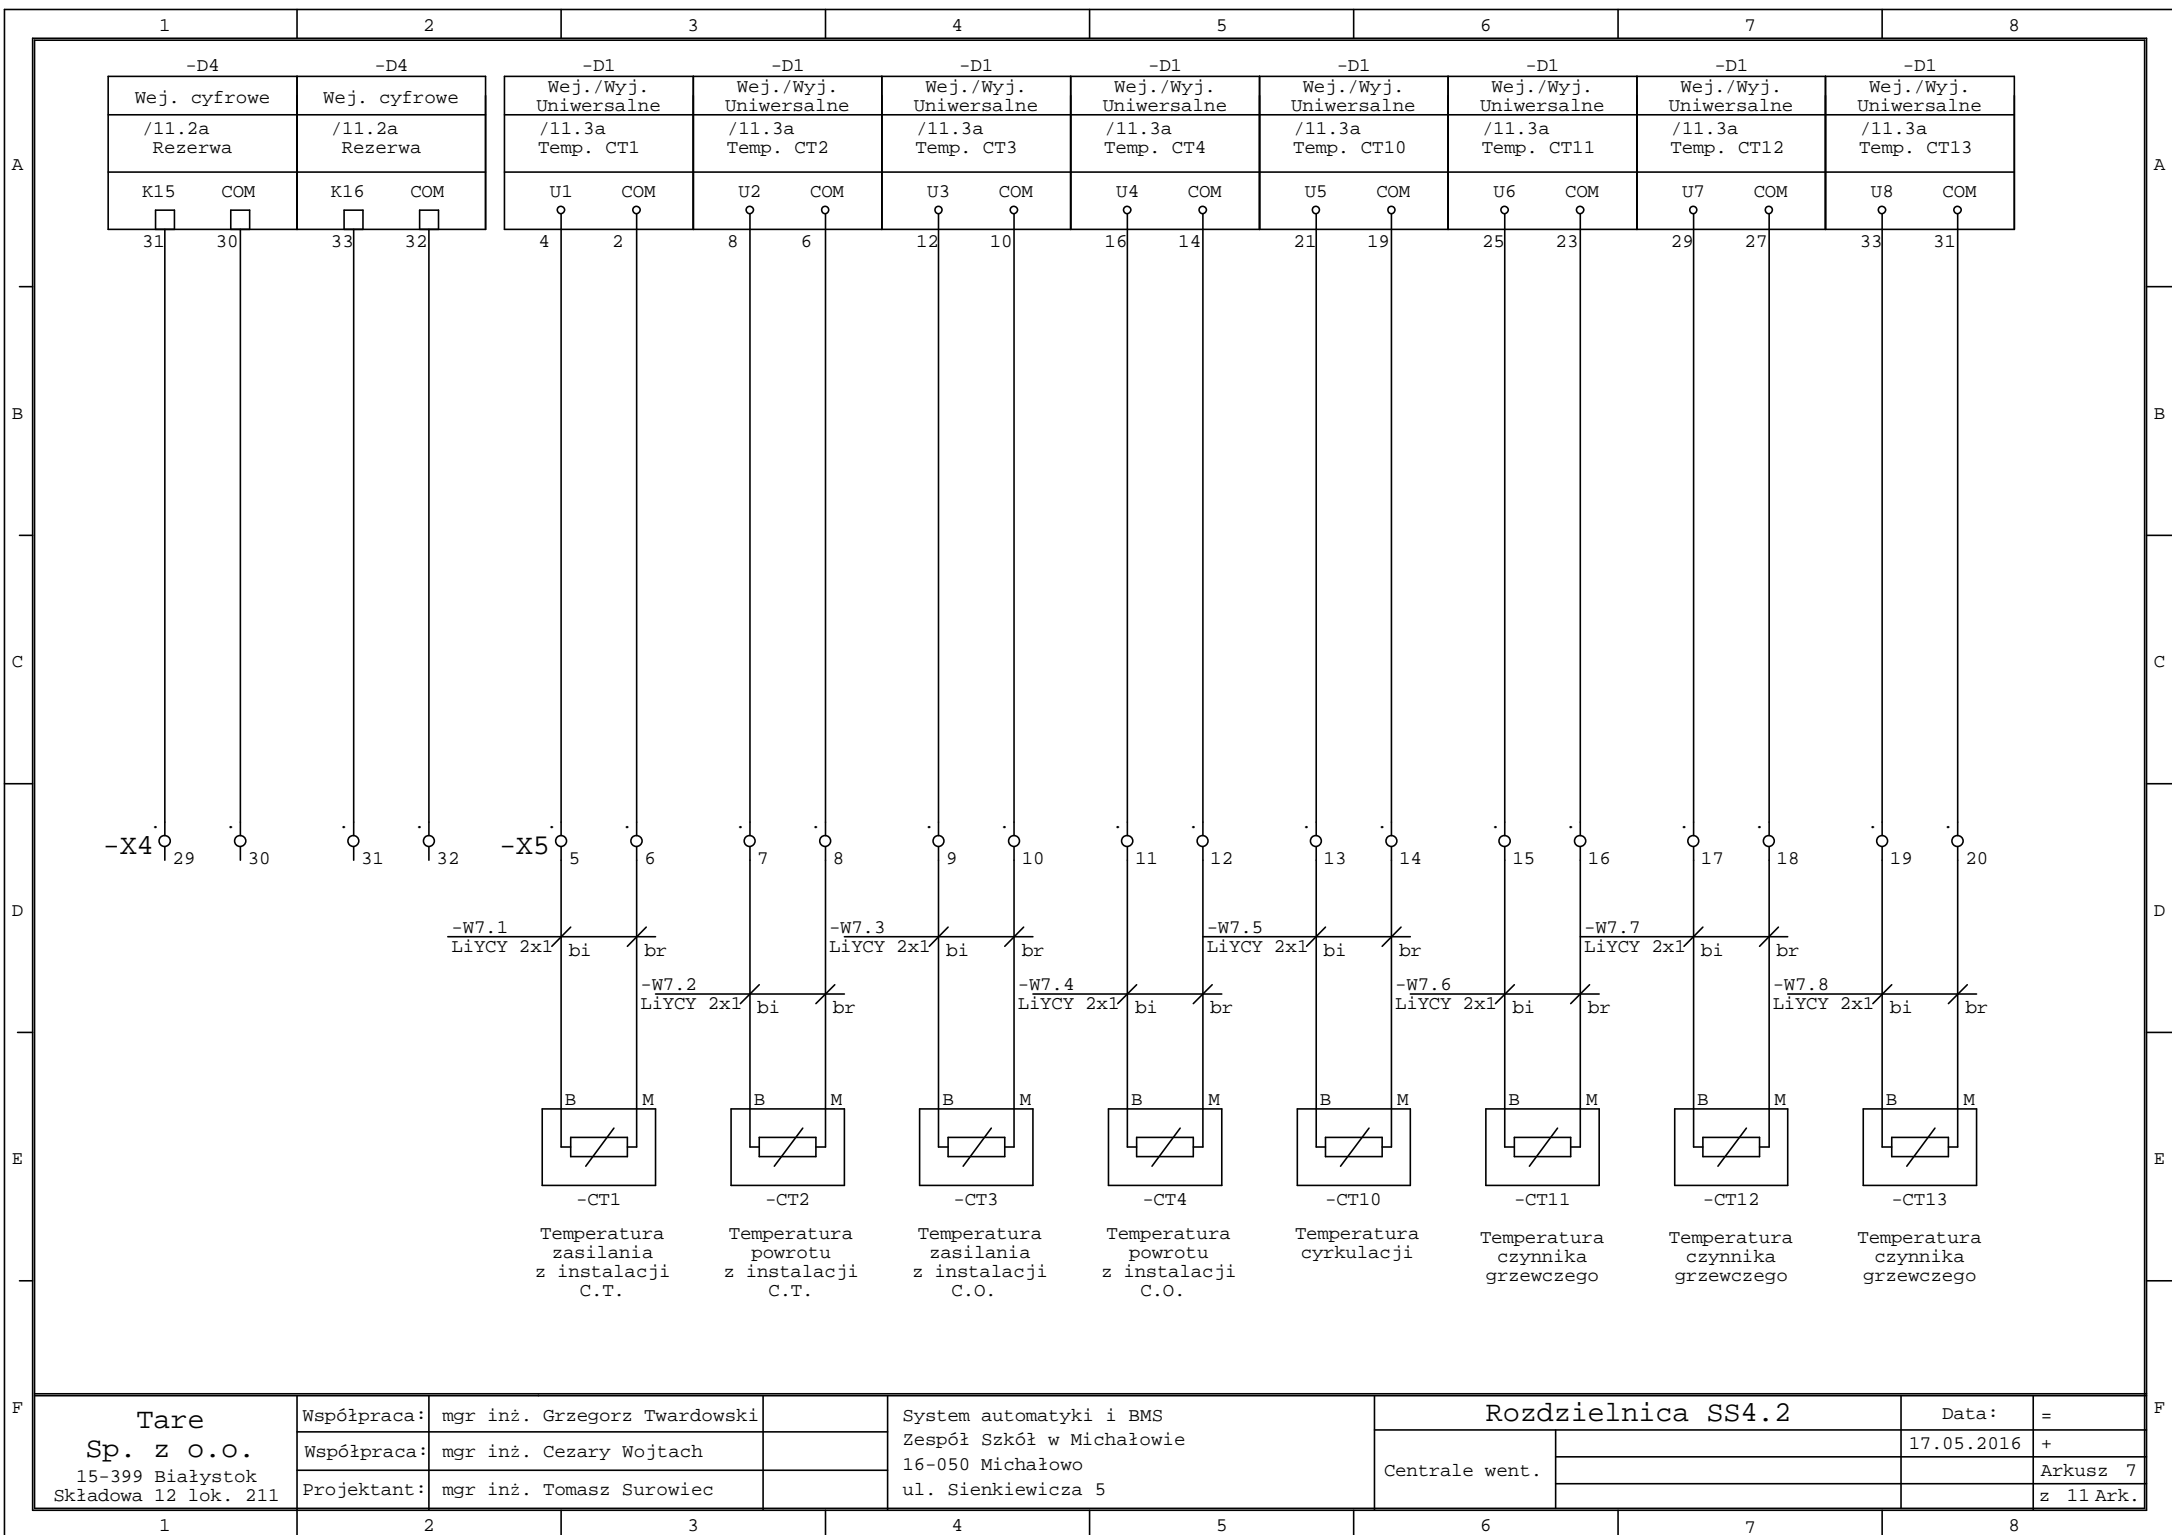 1 2 3 4 5 6 7 8
-D4 -D4 -D1 -D1 -D1 -D1 -D1 -D1 -D1 -D1
Wej. cyfrowe Wej. cyfrowe
Wej./Wyj. Wej./Wyj. Wej./Wyj. Wej./Wyj. Wej./Wyj. Wej./Wyj. Wej./Wyj. Wej./Wyj.
Uniwersalne Uniwersalne Uniwersalne Uniwersalne Uniwersalne Uniwersalne Uniwersalne Uniwersalne
/11.2a /11.2a /11.3a /11.3a /11.3a /11.3a /11.3a /11.3a /11.3a /11.3a
Rezerwa Rezerwa Temp. CT1 Temp. CT2 Temp. CT3 Temp. CT4 Temp. CT10 Temp. CT11 Temp. CT12 Temp. CT13
A A
K15 COM K16 COM U1 COM U2 COM U3 COM U4 COM U5 COM U6 COM U7 COM U8 COM
31 30 33 32 4 2 8 6 12 10 16 14 21 19 25 23 29 27 33 31
B B
C C
-X4 29 30 31 32 -X5 5 6 7 8 9 10 11 12 13 14 15 16 17 18 19 20
D D
-W7.1 -W7.3 -W7.5 -W7.7
LiYCY 2x1 bi br LiYCY 2x1 bi br LiYCY 2x1 bi br LiYCY 2x1 bi br
-W7.2 -W7.4 -W7.6 -W7.8
LiYCY 2x1 bi br LiYCY 2x1 bi br LiYCY 2x1 bi br LiYCY 2x1 bi br
B M B M B M B M B M B M B M B M
E E
-CT1 -CT2 -CT3 -CT4 -CT10 -CT11 -CT12 -CT13
Temperatura
zasilania
z instalacji
C.T.
Temperatura
powrotu
z instalacji
C.T.
Temperatura
zasilania
z instalacji
C.O.
Temperatura
powrotu
z instalacji
C.O.
Temperatura
cyrkulacji
Temperatura
czynnika
grzewczego
Temperatura
czynnika
grzewczego
Temperatura
czynnika
grzewczego
F F
Tare
Sp. z o.o.
15-399 Białystok
Składowa 12 lok. 211
Współpraca: mgr inż. Grzegorz Twardowski
Współpraca: mgr inż. Cezary Wojtach
Projektant: mgr inż. Tomasz Surowiec
System automatyki i BMS
Zespół Szkół w Michałowie
16-050 Michałowo
ul. Sienkiewicza 5
Rozdzielnica SS4.2
Centrale went.
Data: =
17.05.2016 +
Arkusz 7
z 11 Ark.
1 2 3 4 5 6 7 8